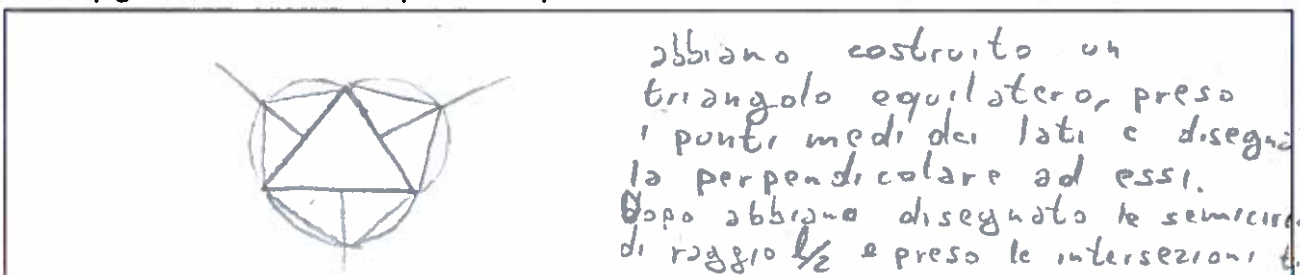 abbiamo costruito un
triangolo equilatero, preso
i punti medi dei lati e disegna
la perpendicolare ad essi.
Dopo abbiamo disegnato le semicirc
di raggio l/2 e preso le intersezioni t